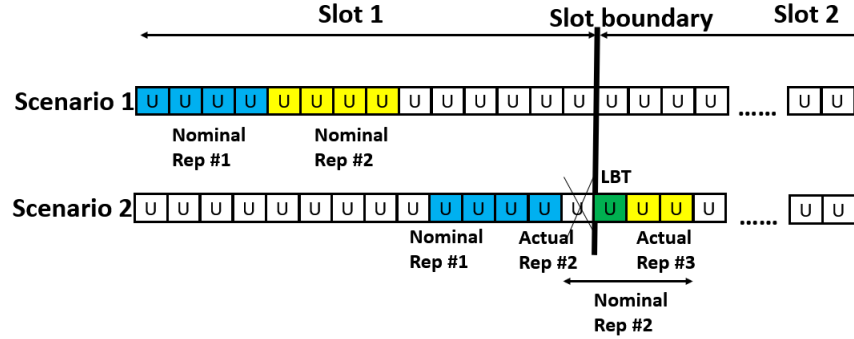 Slot 1 Slot boundary Slot 2
Scenario 1 U U U U U U U U U U U U U U U U U U ...... U U
Nominal Rep #1
Nominal Rep #2
LBT
Scenario 2 U U U U U U U U U U U U U U U U U U ...... U U
Nominal Rep #1
Actual Rep #2
Actual Rep #3
Nominal Rep #2